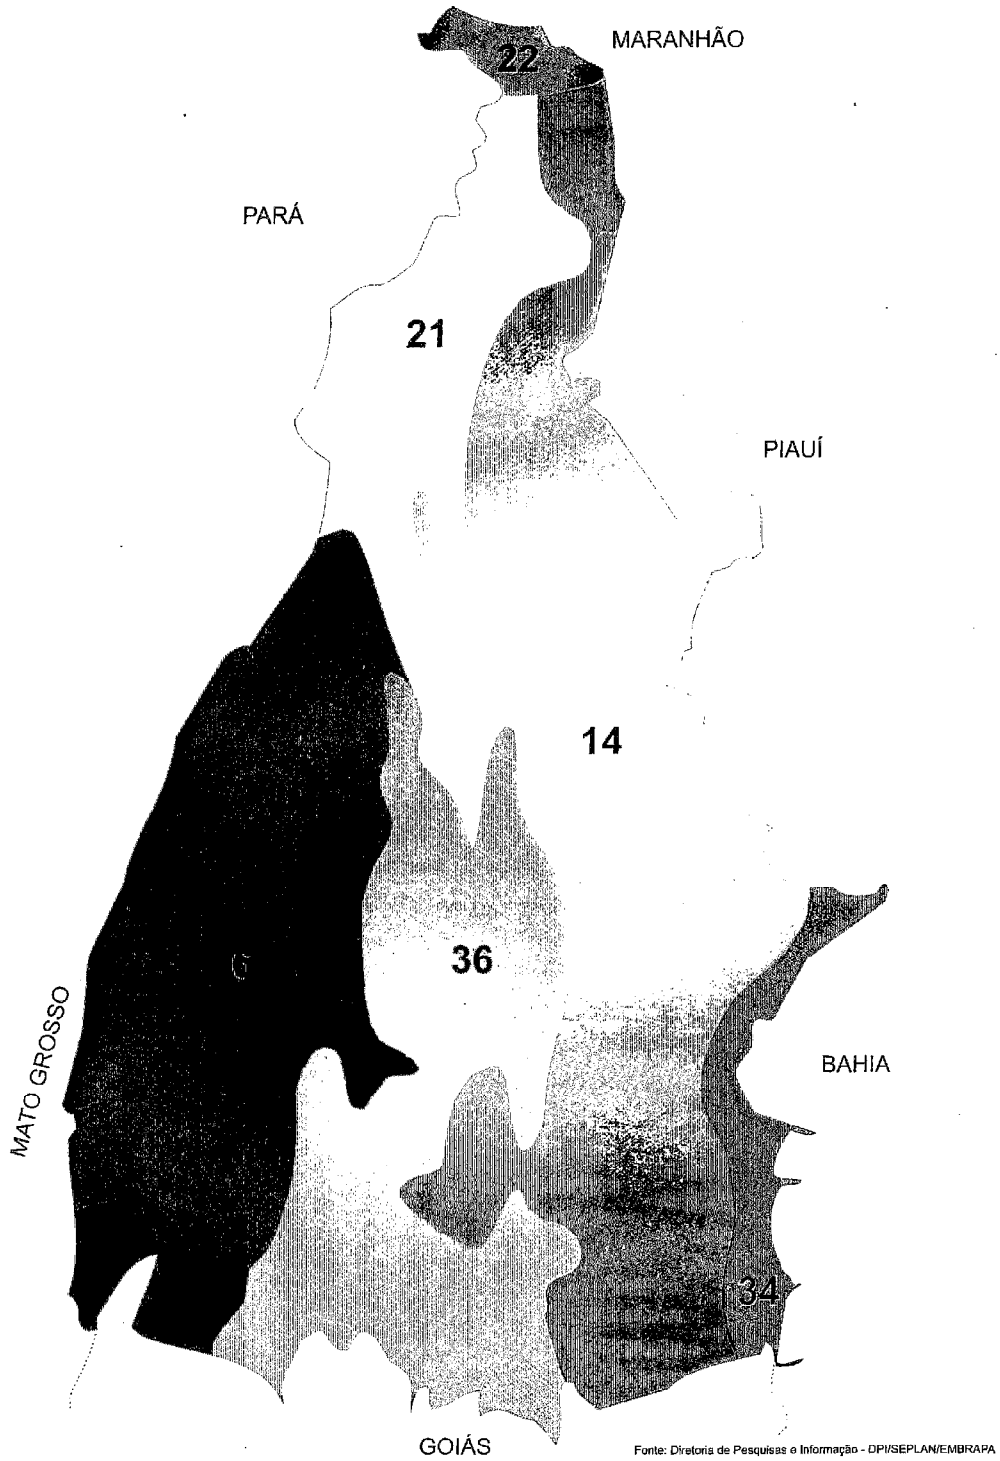 MARANHÃO
22
PARÁ
21
PIAUÍ
14
36
6
MATO GROSSO
BAHIA
34
GOIÁS
Fonte: Diretoria de Pesquisas e Informação - DPI/SEPLAN/EMBRAPA